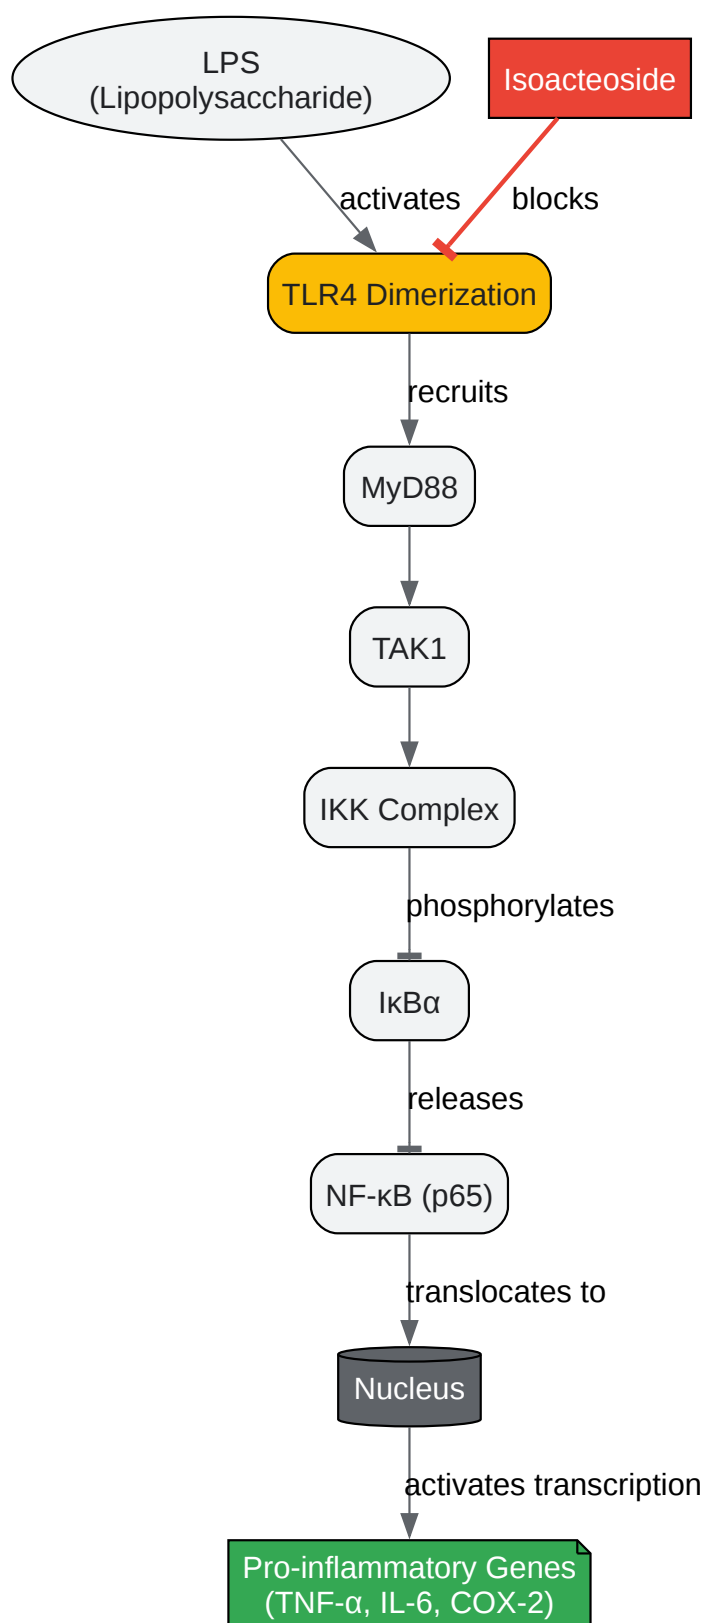 LPS
(Lipopolysaccharide)
Isoacteoside
activates
blocks
TLR4 Dimerization
recruits
MyD88
TAK1
IKK Complex
phosphorylates
IκBα
releases
NF-κB (p65)
translocates to
Nucleus
activates transcription
Pro-inflammatory Genes
(TNF-α, IL-6, COX-2)